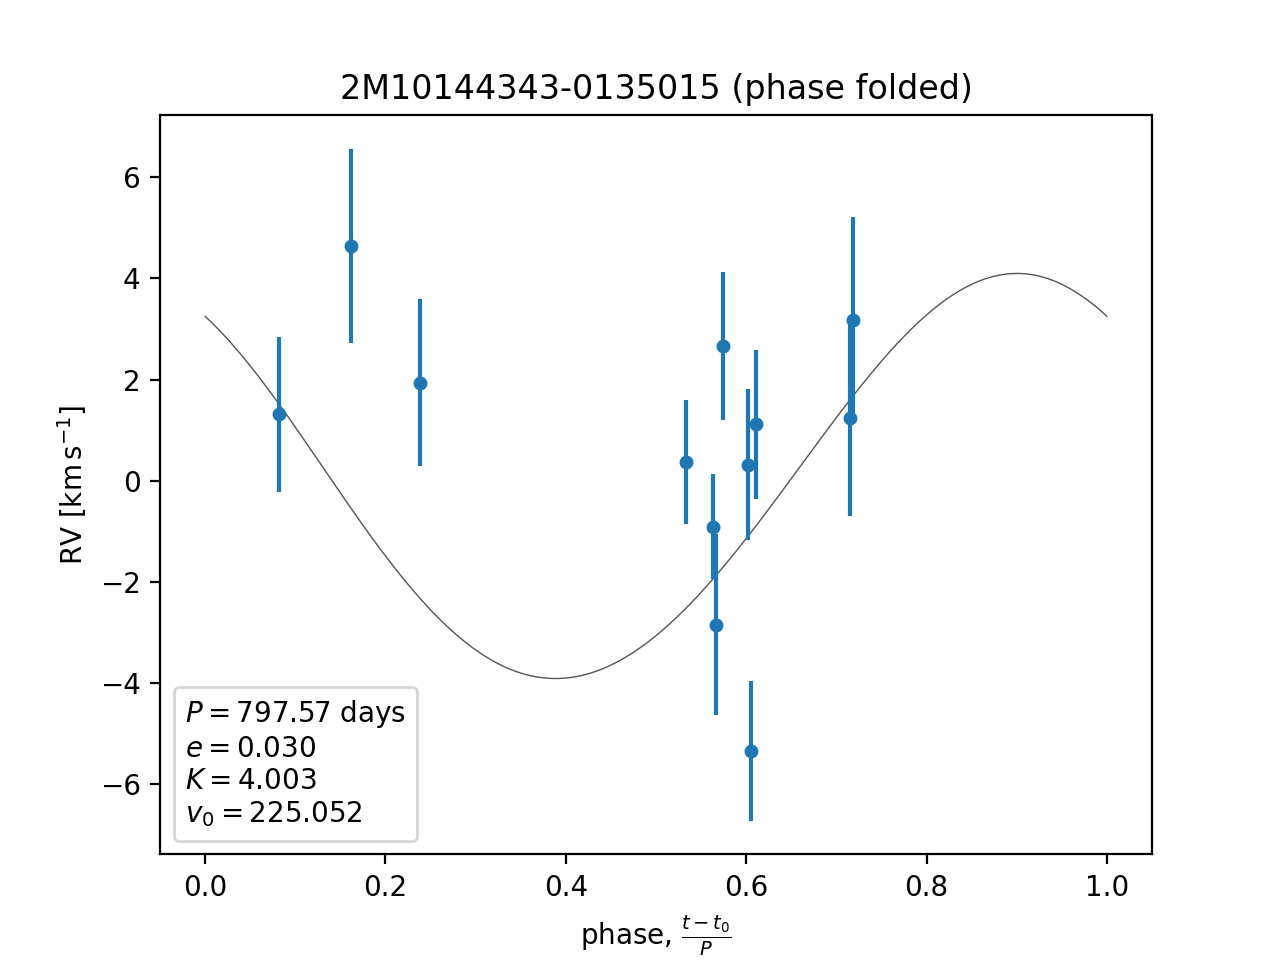 2M10144343-0135015 (phase folded)
RV [km s⁻¹]
6
4
2
0
−2
−4
−6
P = 797.57 days
e = 0.030
K = 4.003
v₀ = 225.052
0.0 0.2 0.4 0.6 0.8 1.0
phase, (t − t₀)/P